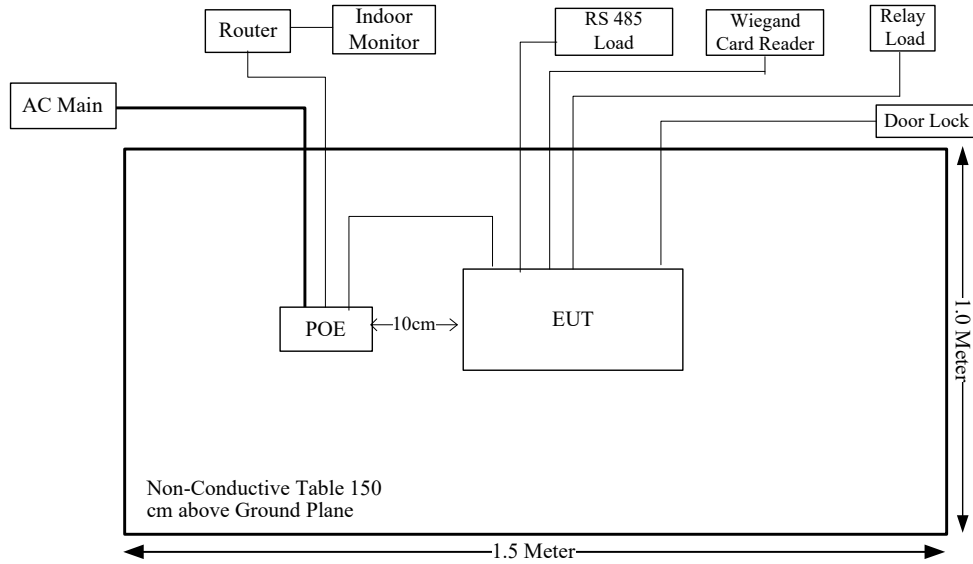 Router
Indoor
Monitor
RS 485
Load
Wiegand
Card Reader
Relay
Load
AC Main
Door Lock
POE
10cm
EUT
1.0 Meter
Non-Conductive Table 150
cm above Ground Plane
1.5 Meter